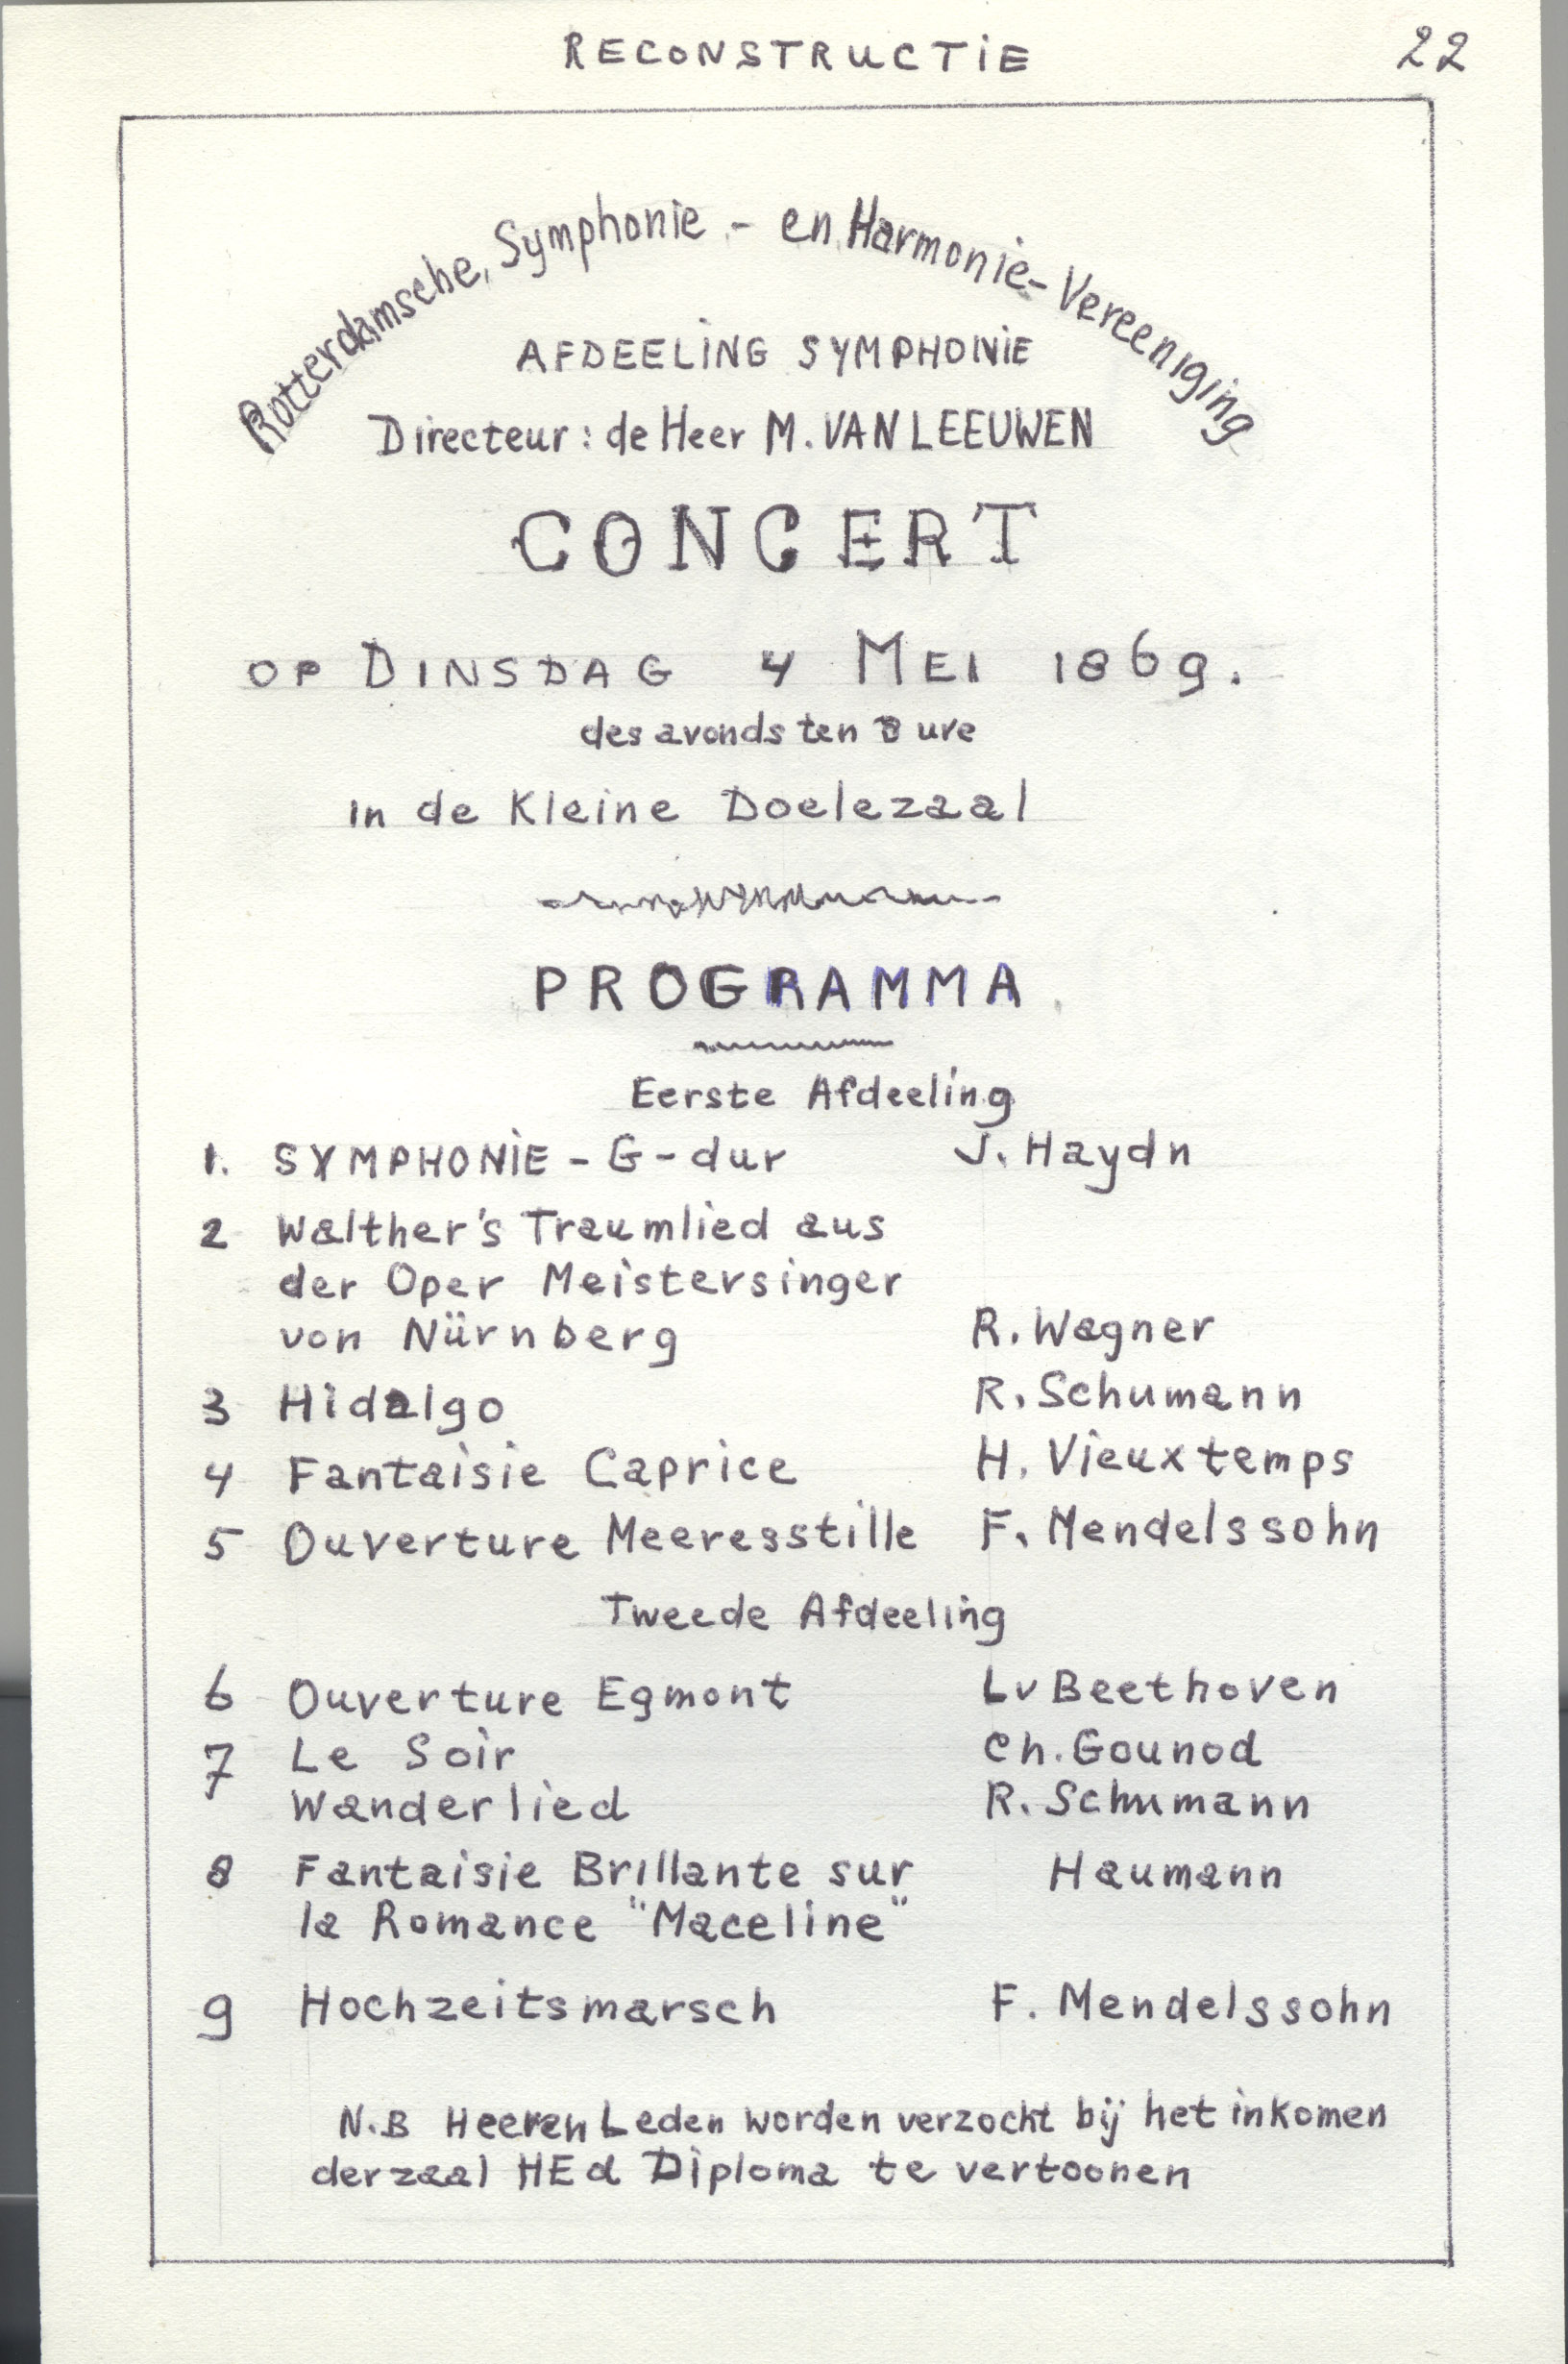 RECONSTRUCTIE 22
Rotterdamsche, Symphonie - en Harmonie - Vereeniging
AFDEELING SYMPHONIE
Directeur : de Heer M. VAN LEEUWEN
CONCERT
OP DINSDAG 4 MEI 1869.
des avonds ten 8 ure
In de Kleine Doelezaal
PROGRAMMA
Eerste Afdeeling
1. SYMPHONIE - G-dur J. Haydn
2 Walther's Traumlied aus
der Oper Meistersinger
von Nürnberg R. Wagner
3 Hidalgo R. Schumann
4 Fantaisie Caprice H. Vieuxtemps
5 Ouverture Meeresstille F. Mendelssohn
Tweede Afdeeling
6 Ouverture Egmont L v Beethoven
7 Le Soir Ch. Gounod
Wanderlied R. Schumann
8 Fantaisie Brillante sur Haumann
la Romance "Maceline"
9 Hochzeitsmarsch F. Mendelssohn
N.B Heeren Leden worden verzocht bij het inkomen
der zaal HEd Diploma te vertoonen